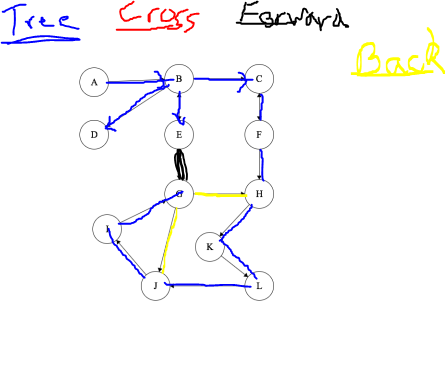 Tree Cross Forward
Back
A B C
D E F
G H
I K
J L